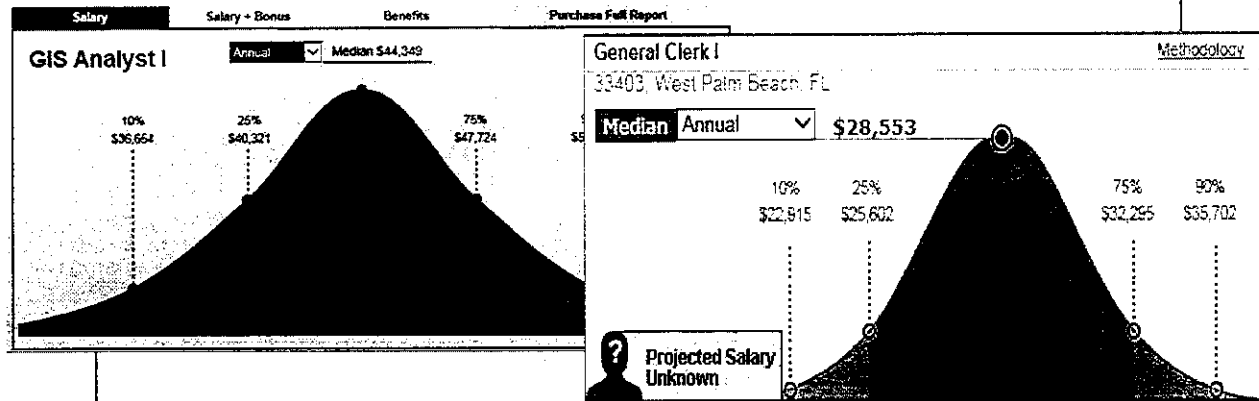 Salary Salary + Bonus Benefits Purchase Full Report
GIS Analyst I
Annual Median $44,349
10% 25% 75%
$36,654 $40,321 $47,724
General Clerk I Methodology
33403, West Palm Beach, FL
Median Annual $28,553
10% 25% 75% 90%
$22,915 $25,602 $32,295 $35,702
?
Projected Salary
Unknown